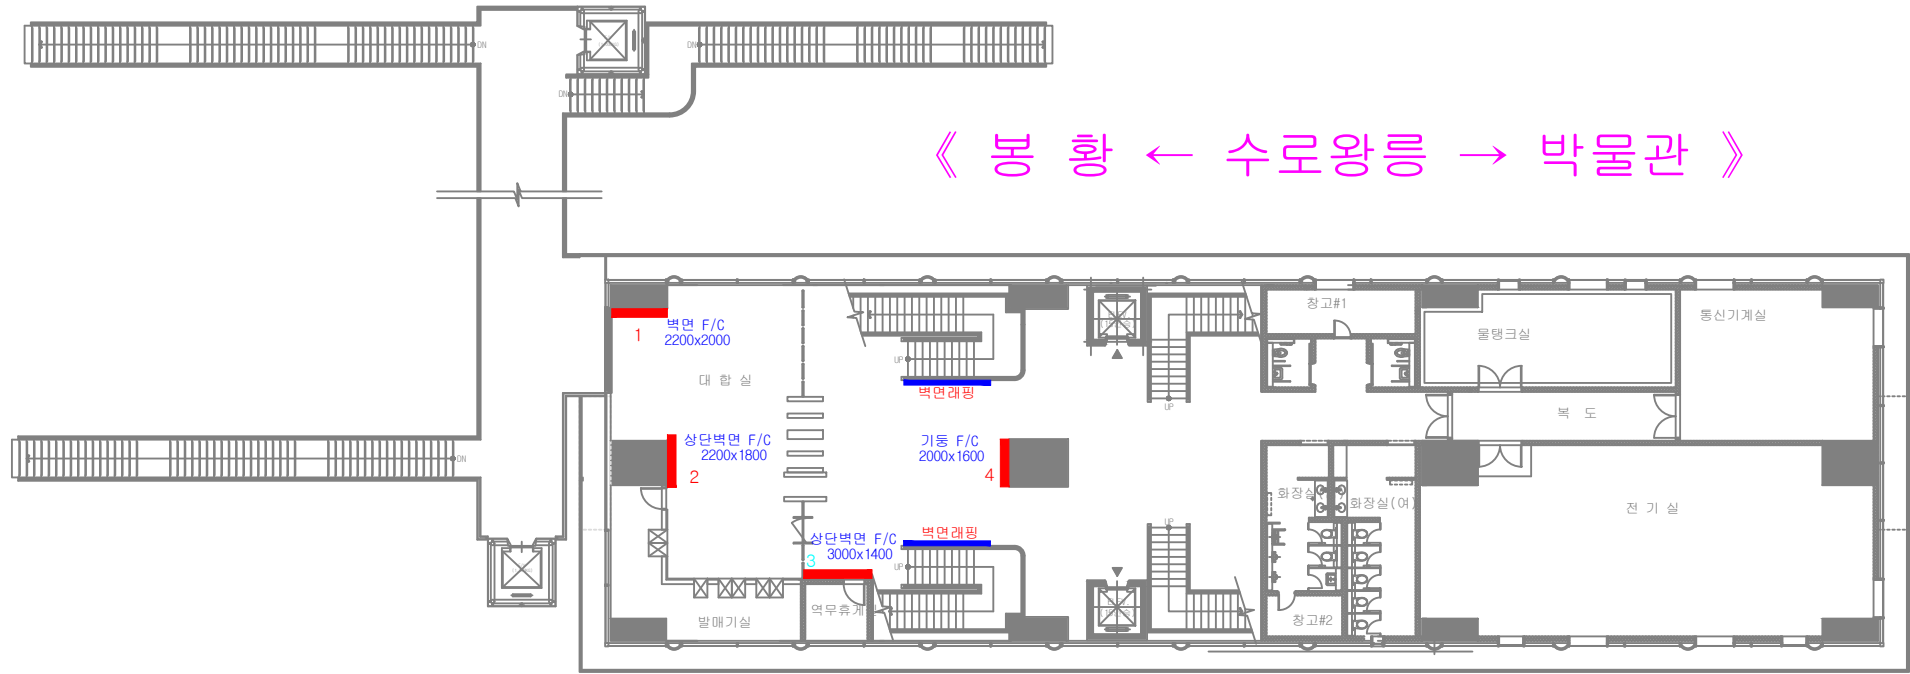 DN
DN
DN
《 봉 황 ← 수로왕릉 → 박물관 》
창고#1
통신기계실
1
벽면 F/C
2200x2000
물탱크실
대 합 실
UP
벽면래핑
UP
복 도
상단벽면 F/C
2200x1800
2
기둥 F/C
2000x1600
4
DN
화장실(
화장실(여)
전 기 실
벽면래핑
UP
상단벽면 F/C
3000x1400
3
UP
역무휴게실
발매기실
창고#2